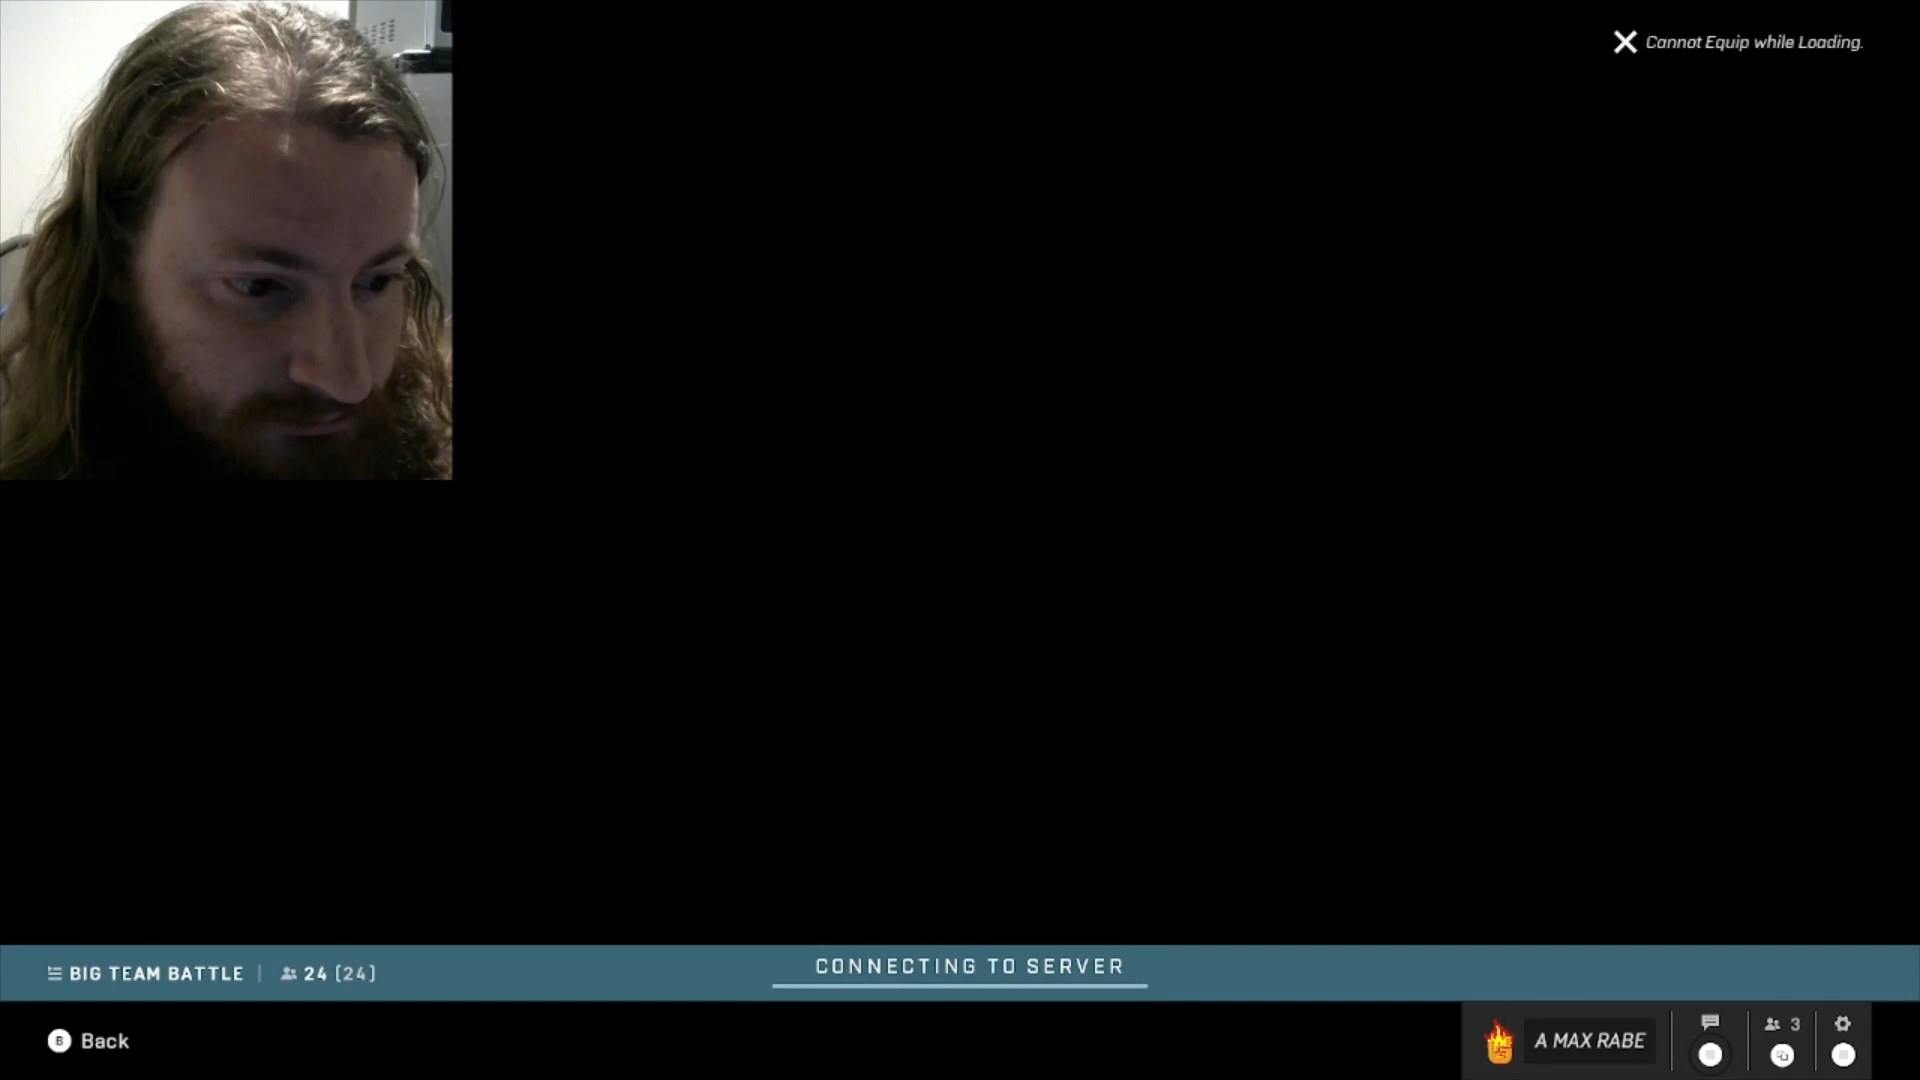 Cannot Equip while Loading.
BIG TEAM BATTLE | 24 (24)
CONNECTING TO SERVER
B Back
A MAX RABE
3